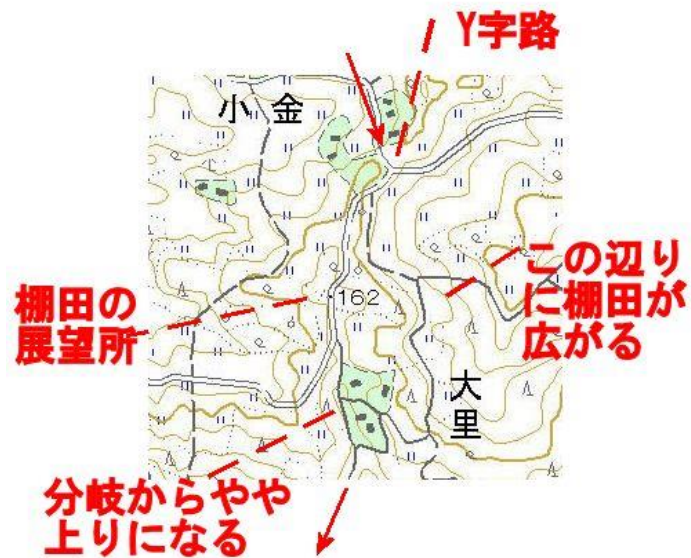 Y字路
小金
棚田の
展望所
・162
この辺り
に棚田が
広がる
大里
分岐からやや
上りになる